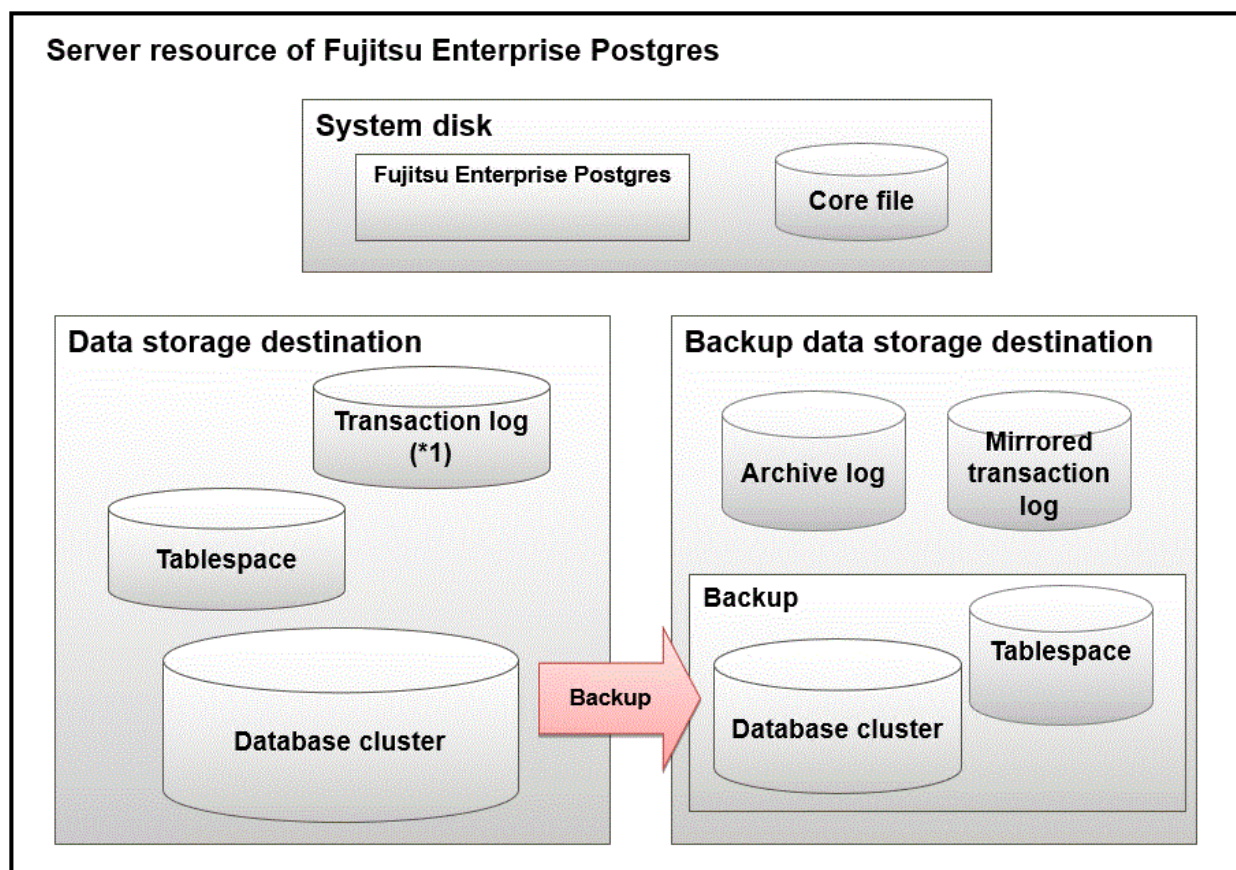 Server resource of Fujitsu Enterprise Postgres
System disk
Fujitsu Enterprise Postgres
Core file
Data storage destination
Transaction log
(*1)
Tablespace
Database cluster
Backup
Backup data storage destination
Archive log
Mirrored
transaction
log
Backup
Tablespace
Database cluster